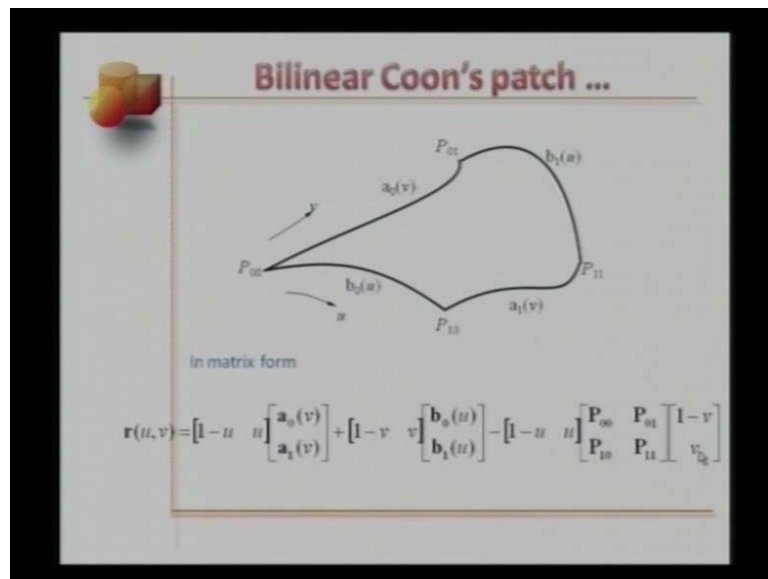 Bilinear Coon's patch ...
P₀₁
b₁(u)
a₀(v)
v
P₀₀
b₀(u)
P₁₁
a₁(v)
u
P₁₀
In matrix form
r(u,v) = [1−u u] [a₀(v) a₁(v)] + [1−v v] [b₀(u) b₁(u)] − [1−u u] [P₀₀ P₀₁ P₁₀ P₁₁] [1−v v]